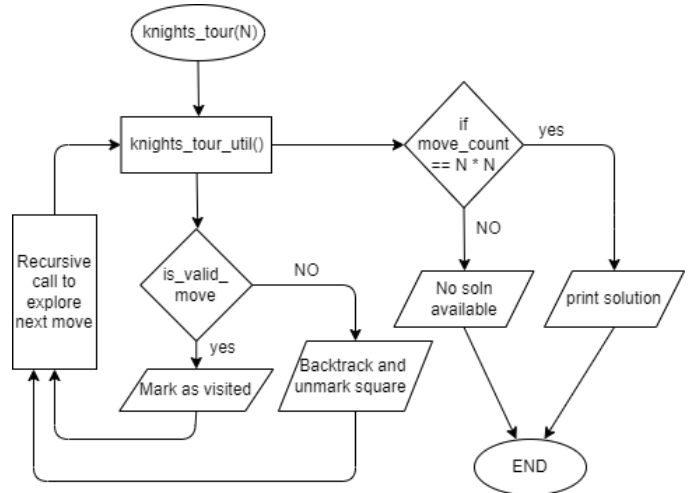 knights_tour(N)
knights_tour_util()
if
move_count
== N * N
yes
NO
Recursive
call to
explore
next move
is_valid_
move
NO
yes
No soln
available
print solution
Mark as visited
Backtrack and
unmark square
END